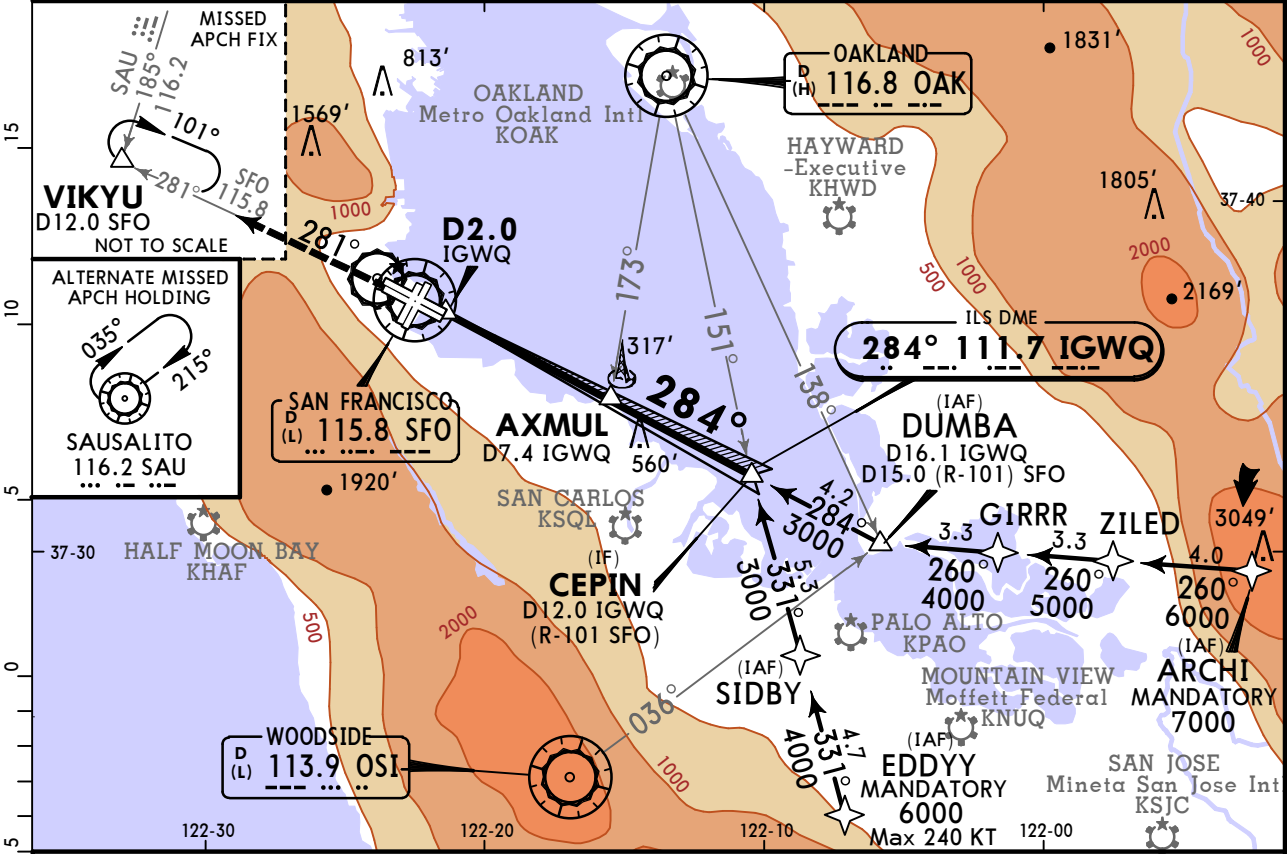 MISSED
APCH FIX
SAU
185°
116.2
101°
281°
SFO
115.8
VIKYU
D12.0 SFO
NOT TO SCALE
ALTERNATE MISSED
APCH HOLDING
035°
215°
SAUSALITO
116.2 SAU
813'
1569'
1000
281°
OAKLAND
Metro Oakland Intl
KOAK
OAKLAND
D
(H)
116.8 OAK
1831'
1000
HAYWARD
-Executive
KHWD
1805'
37-40
2000
2169'
500
1000
D2.0
IGWQ
173°
151°
138°
ILS DME
284° 111.7 IGWQ
317'
284°
SAN FRANCISCO
D
(L)
115.8 SFO
AXMUL
D7.4 IGWQ
560'
(IAF)
DUMBA
D16.1 IGWQ
D15.0 (R-101) SFO
1920'
SAN CARLOS
KSQL
4.2
284°
3000
GIRRR
3.3
260°
4000
ZILED
3.3
260°
5000
3049'
4.0
260°
6000
(IAF)
ARCHI
MANDATORY
7000
37-30
HALF MOON BAY
KHAF
(IF)
CEPIN
D12.0 IGWQ
(R-101 SFO)
5.3
331°
3000
PALO ALTO
KPAO
500
2000
(IAF)
SIDBY
MOUNTAIN VIEW
Moffett Federal
KNUQ
036°
WOODSIDE
D
(L)
113.9 OSI
1000
4.7
331°
4000
(IAF)
EDDYY
MANDATORY
6000
Max 240 KT
SAN JOSE
Mineta San Jose Int
KSJC
15
10
5
0
5
122-30
122-20
122-10
122-00